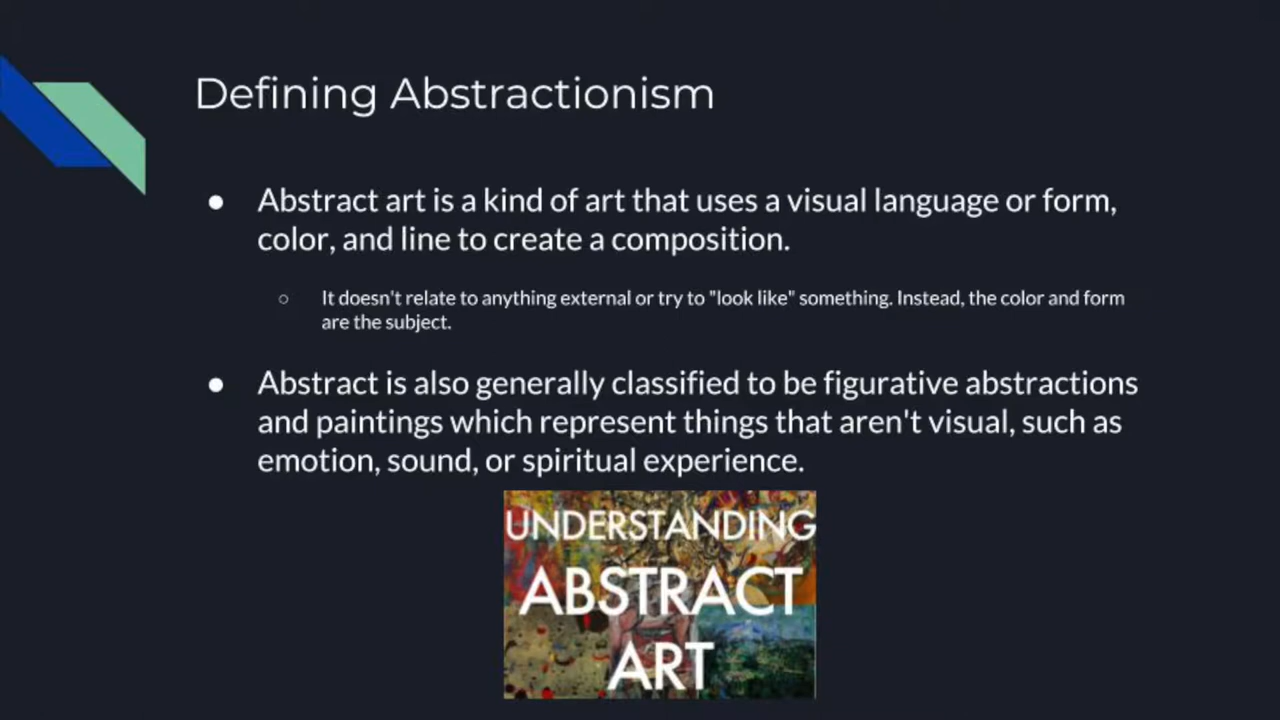 Defining Abstractionism
● Abstract art is a kind of art that uses a visual language or form,
color, and line to create a composition.
○ It doesn't relate to anything external or try to "look like" something. Instead, the color and form
are the subject.
● Abstract is also generally classified to be figurative abstractions
and paintings which represent things that aren't visual, such as
emotion, sound, or spiritual experience.
UNDERSTANDING
ABSTRACT
ART